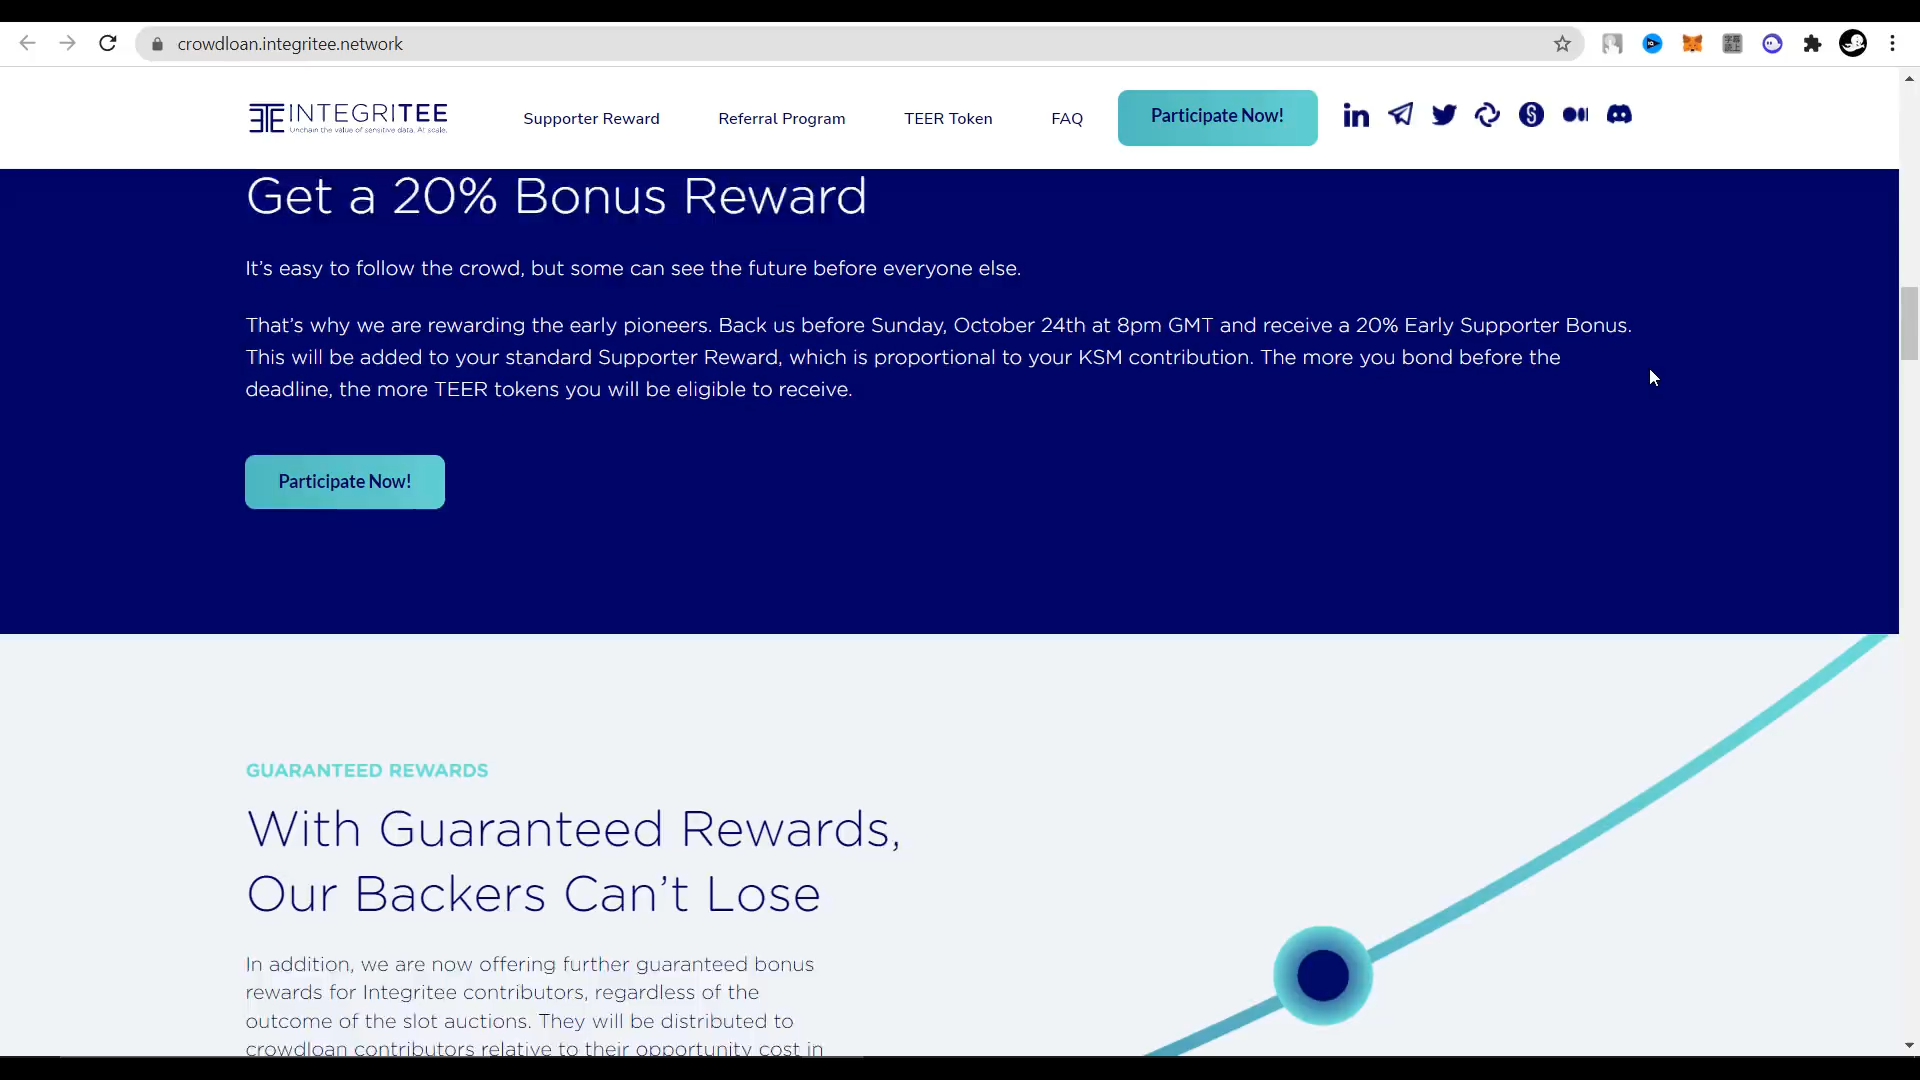 crowdloan.integritee.network
INTEGRITEE
Unchain the value of sensitive data. At scale.
Supporter Reward
Referral Program
TEER Token
FAQ
Participate Now!
Get a 20% Bonus Reward
It’s easy to follow the crowd, but some can see the future before everyone else.
That’s why we are rewarding the early pioneers. Back us before Sunday, October 24th at 8pm GMT and receive a 20% Early Supporter Bonus.
This will be added to your standard Supporter Reward, which is proportional to your KSM contribution. The more you bond before the
deadline, the more TEER tokens you will be eligible to receive.
Participate Now!
GUARANTEED REWARDS
With Guaranteed Rewards,
Our Backers Can’t Lose
In addition, we are now offering further guaranteed bonus
rewards for Integritee contributors, regardless of the
outcome of the slot auctions. They will be distributed to
crowdloan contributors relative to their opportunity cost in